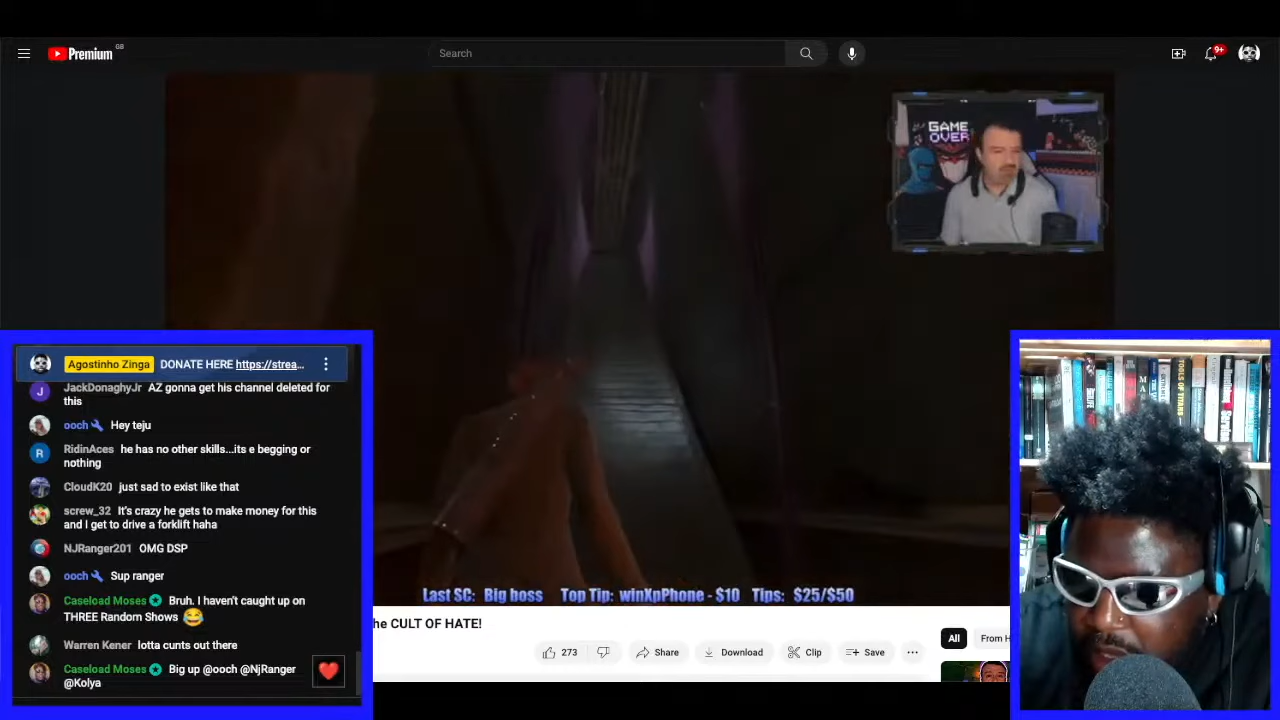 Premium GB
Search
9+
GAME
OVER
Agostinho Zinga DONATE HERE https://strea...
JackDonaghyJr AZ gonna get his channel deleted for
this
ooch Hey teju
RidinAces he has no other skills...its e begging or
nothing
CloudK20 just sad to exist like that
screw_32 It's crazy he gets to make money for this
and I get to drive a forklift haha
NJRanger201 OMG DSP
ooch Sup ranger
Caseload Moses Bruh. I haven't caught up on
THREE Random Shows 😂
Warren Kener lotta cunts out there
Caseload Moses Big up @ooch @NjRanger
@Kolya
Last SC: Big boss Top Tip: winXpPhone - $10 Tips: $25/$50
he CULT OF HATE!
273 Share Download Clip Save
All From H
TOOLS OF TITANS